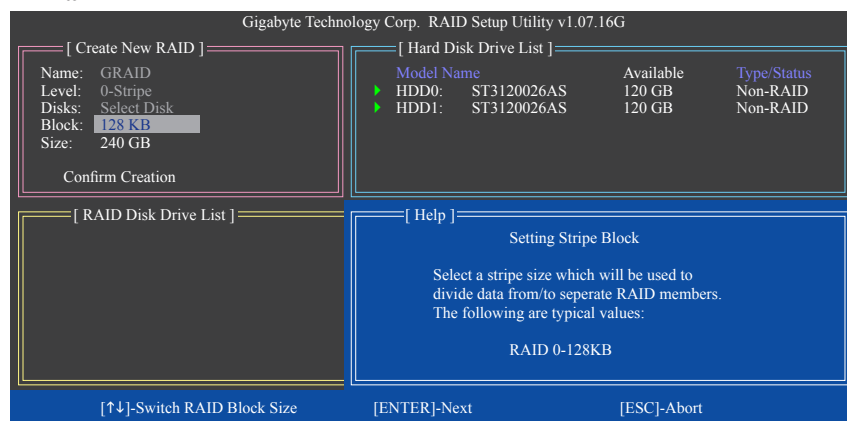 Gigabyte Technology Corp. RAID Setup Utility v1.07.16G
[ Create New RAID ]
Name: GRAID
Level: 0-Stripe
Disks: Select Disk
Block: 128 KB
Size: 240 GB
Confirm Creation
[ Hard Disk Drive List ]
Model Name Available Type/Status
HDD0: ST3120026AS 120 GB Non-RAID
HDD1: ST3120026AS 120 GB Non-RAID
[ RAID Disk Drive List ]
[ Help ]
Setting Stripe Block
Select a stripe size which will be used to
divide data from/to seperate RAID members.
The following are typical values:
RAID 0-128KB
[↑↓]-Switch RAID Block Size [ENTER]-Next [ESC]-Abort